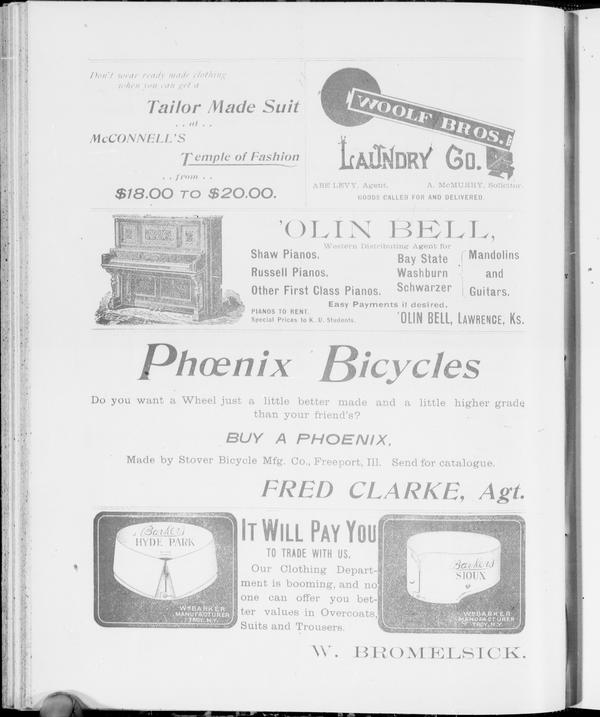 Don't wear ready made clothing
when you can get a
Tailor Made Suit
. . at . .
McCONNELL'S
Temple of Fashion
. . from . .
$18.00 TO $20.00.
WOOLF BROS.
LAUNDRY CO.
ABE LEVY, Agent. A. McMURRY, Solicitor.
GOODS CALLED FOR AND DELIVERED.
'OLIN BELL,
Western Distributing Agent for
Shaw Pianos.
Russell Pianos.
Other First Class Pianos.
Bay State
Washburn
Schwarzer
Mandolins
and
Guitars.
Easy Payments if desired.
PIANOS TO RENT.
Special Prices to K. U. Students.
'OLIN BELL, LAWRENCE, KS.
Phœnix Bicycles
Do you want a Wheel just a little better made and a little higher grade
than your friend's?
BUY A PHOENIX.
Made by Stover Bicycle Mfg. Co., Freeport, Ill. Send for catalogue.
FRED CLARKE, Agt.
Barker's
HYDE PARK
WM BARKER
MANUFACTURER
TROY, N.Y.
IT WILL PAY YOU
TO TRADE WITH US.
Our Clothing Depart-
ment is booming, and no
one can offer you bet-
ter values in Overcoats,
Suits and Trousers.
Barker's
SIOUX
WM BARKER
MANUFACTURER
TROY, N.Y.
W. BROMELSICK.